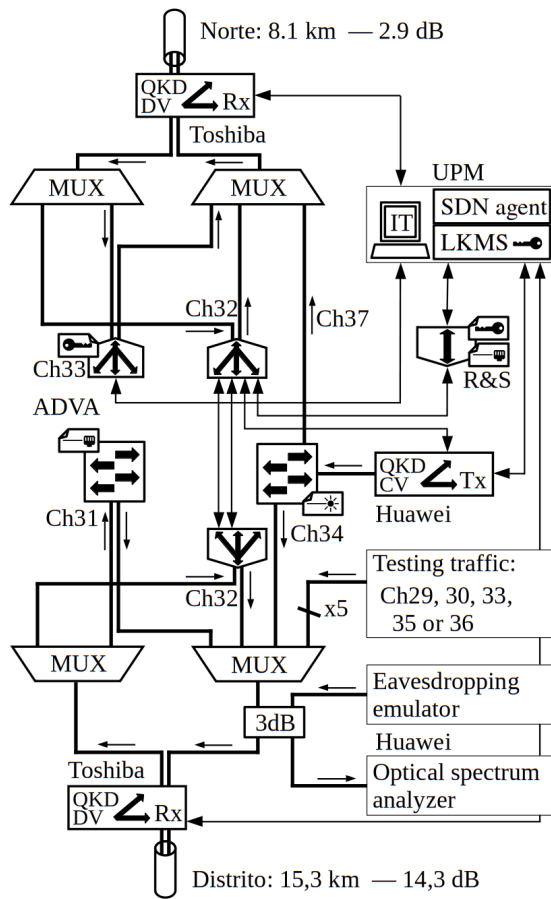 Norte: 8.1 km — 2.9 dB
QKD
DV
Rx
Toshiba
MUX
MUX
UPM
IT
SDN agent
LKMS
Ch32
Ch37
Ch33
R&S
ADVA
QKD
CV
Tx
Ch31
Ch34
Huawei
Testing traffic:
Ch29, 30, 33,
35 or 36
Ch32
x5
MUX
MUX
Eavesdropping
emulator
3dB
Huawei
Toshiba
Optical spectrum
analyzer
QKD
DV
Rx
Distrito: 15,3 km — 14,3 dB